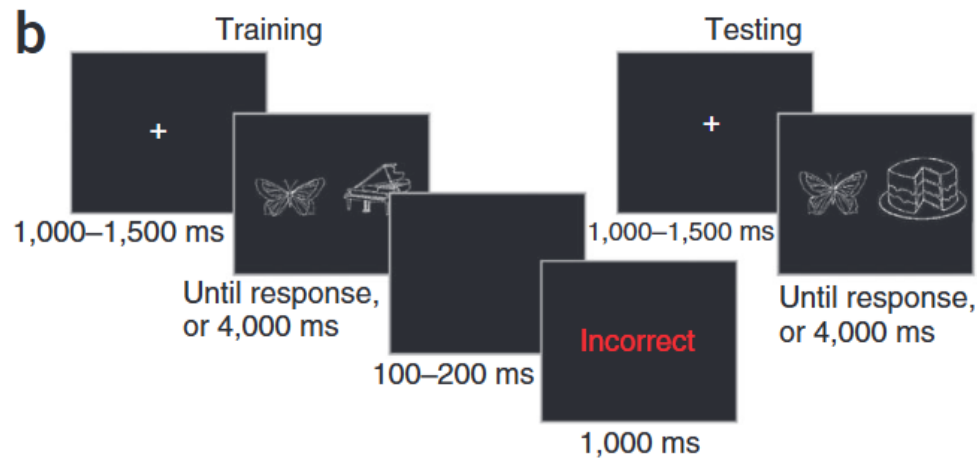 b
Training
Testing
+
+
1,000–1,500 ms
1,000–1,500 ms
Until response,
or 4,000 ms
Until response,
or 4,000 ms
100–200 ms
Incorrect
1,000 ms